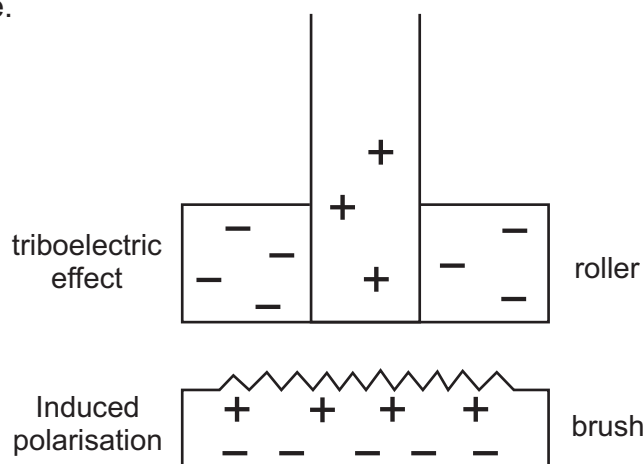 e.
triboelectric
effect
roller
Induced
polarisation
brush